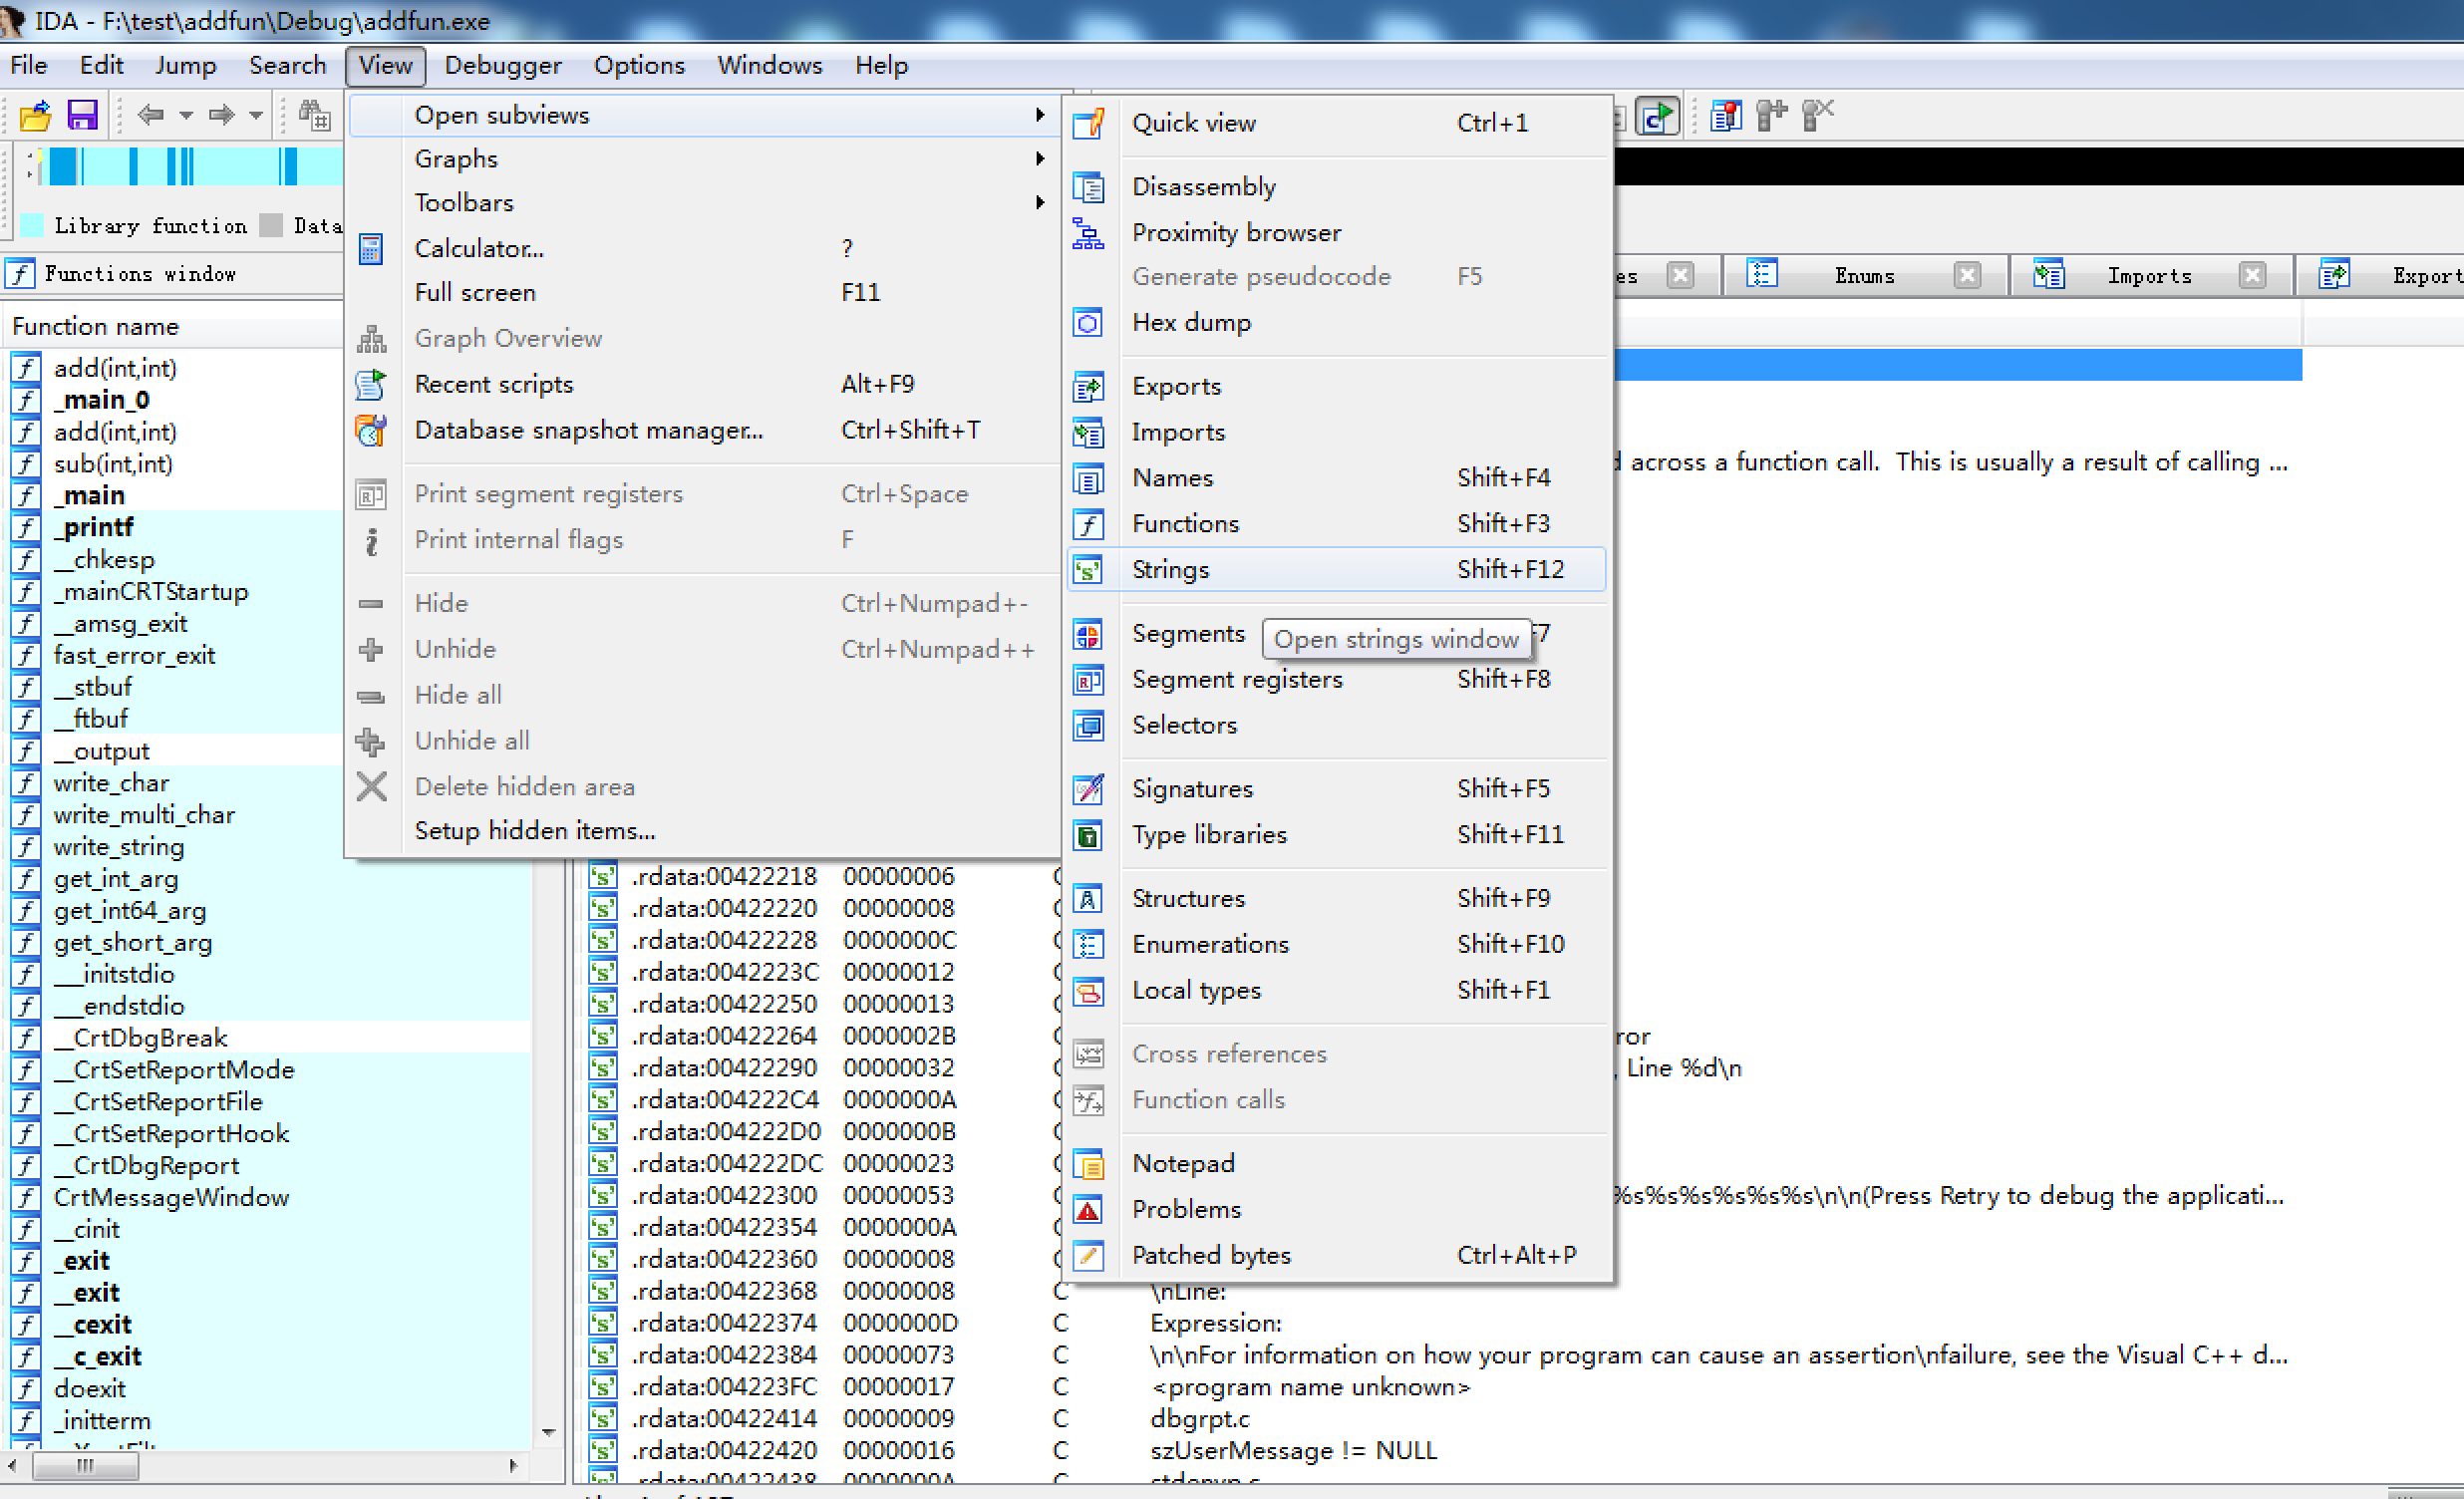 IDA - F:\test\addfun\Debug\addfun.exe
File Edit Jump Search View Debugger Options Windows Help
Library function Data
Functions window
Function name
add(int,int)
_main_0
add(int,int)
sub(int,int)
_main
_printf
__chkesp
_mainCRTStartup
__amsg_exit
fast_error_exit
__stbuf
__ftbuf
__output
write_char
write_multi_char
write_string
get_int_arg
get_int64_arg
get_short_arg
___initstdio
___endstdio
__CrtDbgBreak
__CrtSetReportMode
__CrtSetReportFile
__CrtSetReportHook
__CrtDbgReport
CrtMessageWindow
__cinit
_exit
__exit
__cexit
__c_exit
doexit
_initterm
Open subviews
Graphs
Toolbars
Calculator... ?
Full screen F11
Graph Overview
Recent scripts Alt+F9
Database snapshot manager... Ctrl+Shift+T
Print segment registers Ctrl+Space
Print internal flags F
Hide Ctrl+Numpad+-
Unhide Ctrl+Numpad++
Hide all
Unhide all
Delete hidden area
Setup hidden items...
Quick view Ctrl+1
Disassembly
Proximity browser
Generate pseudocode F5
Hex dump
Exports
Imports
Names Shift+F4
Functions Shift+F3
Strings Shift+F12
Segments F7
Open strings window
Segment registers Shift+F8
Selectors
Signatures Shift+F5
Type libraries Shift+F11
Structures Shift+F9
Enumerations Shift+F10
Local types Shift+F1
Cross references
Function calls
Notepad
Problems
Patched bytes Ctrl+Alt+P
es Enums Imports Export
d across a function call.  This is usually a result of calling ...
.rdata:00422218 00000006 C
.rdata:00422220 00000008 C
.rdata:00422228 0000000C C
.rdata:0042223C 00000012 C
.rdata:00422250 00000013 C
.rdata:00422264 0000002B C ror
.rdata:00422290 00000032 C , Line %d\n
.rdata:004222C4 0000000A C
.rdata:004222D0 0000000B C
.rdata:004222DC 00000023 C
.rdata:00422300 00000053 C %s%s%s%s%s%s\n\n(Press Retry to debug the applicati...
.rdata:00422354 0000000A C
.rdata:00422360 00000008 C
.rdata:00422368 00000008 C \nLine:
.rdata:00422374 0000000D C Expression:
.rdata:00422384 00000073 C \n\nFor information on how your program can cause an assertion\nfailure, see the Visual C++ d...
.rdata:004223FC 00000017 C <program name unknown>
.rdata:00422414 00000009 C dbgrpt.c
.rdata:00422420 00000016 C szUserMessage != NULL
.rdata:00422438 0000000A C stdenvp.c